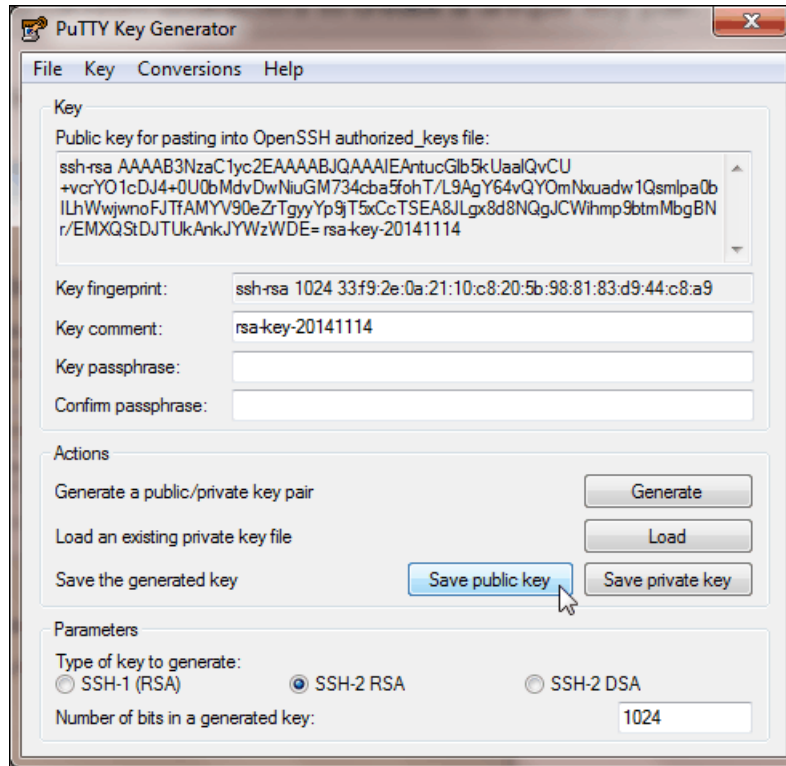 PuTTY Key Generator
File Key Conversions Help
Key
Public key for pasting into OpenSSH authorized_keys file:
ssh-rsa AAAAB3NzaC1yc2EAAAABJQAAAIEAntucGlb5kUaalQvCU
+vcrYO1cDJ4+0U0bMdvDwNiuGM734cba5fohT/L9AgY64vQYOmNxuadw1Qsmlpa0b
ILhWwjwnoFJTfAMYV90eZrTgyyYp9jT5xCcTSEA8JLgx8d8NQgJCWihmp9btmMbgBN
r/EMXQStDJTUkAnkJYWzWDE= rsa-key-20141114
Key fingerprint: ssh-rsa 1024 33:f9:2e:0a:21:10:c8:20:5b:98:81:83:d9:44:c8:a9
Key comment: rsa-key-20141114
Key passphrase:
Confirm passphrase:
Actions
Generate a public/private key pair Generate
Load an existing private key file Load
Save the generated key Save public key Save private key
Parameters
Type of key to generate:
SSH-1 (RSA) SSH-2 RSA SSH-2 DSA
Number of bits in a generated key: 1024